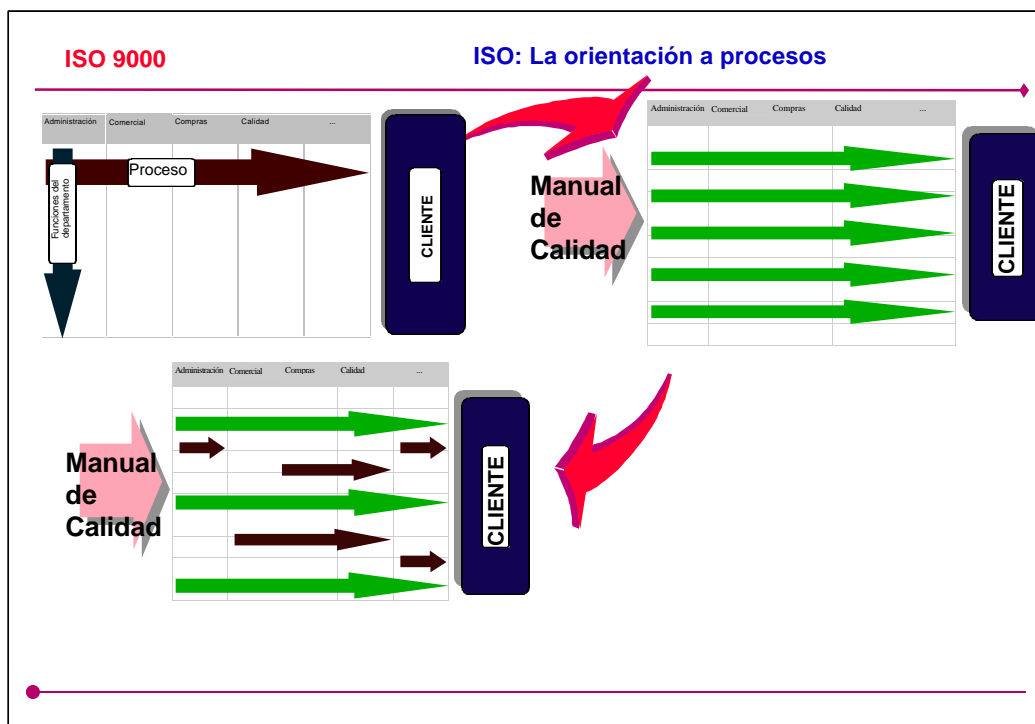 ISO 9000
ISO: La orientación a procesos
Administración Comercial Compras Calidad ...
Proceso
Funciones del
departamento
CLIENTE
Administración Comercial Compras Calidad ...
Manual
de
Calidad
CLIENTE
Administración Comercial Compras Calidad ...
Manual
de
Calidad
CLIENTE